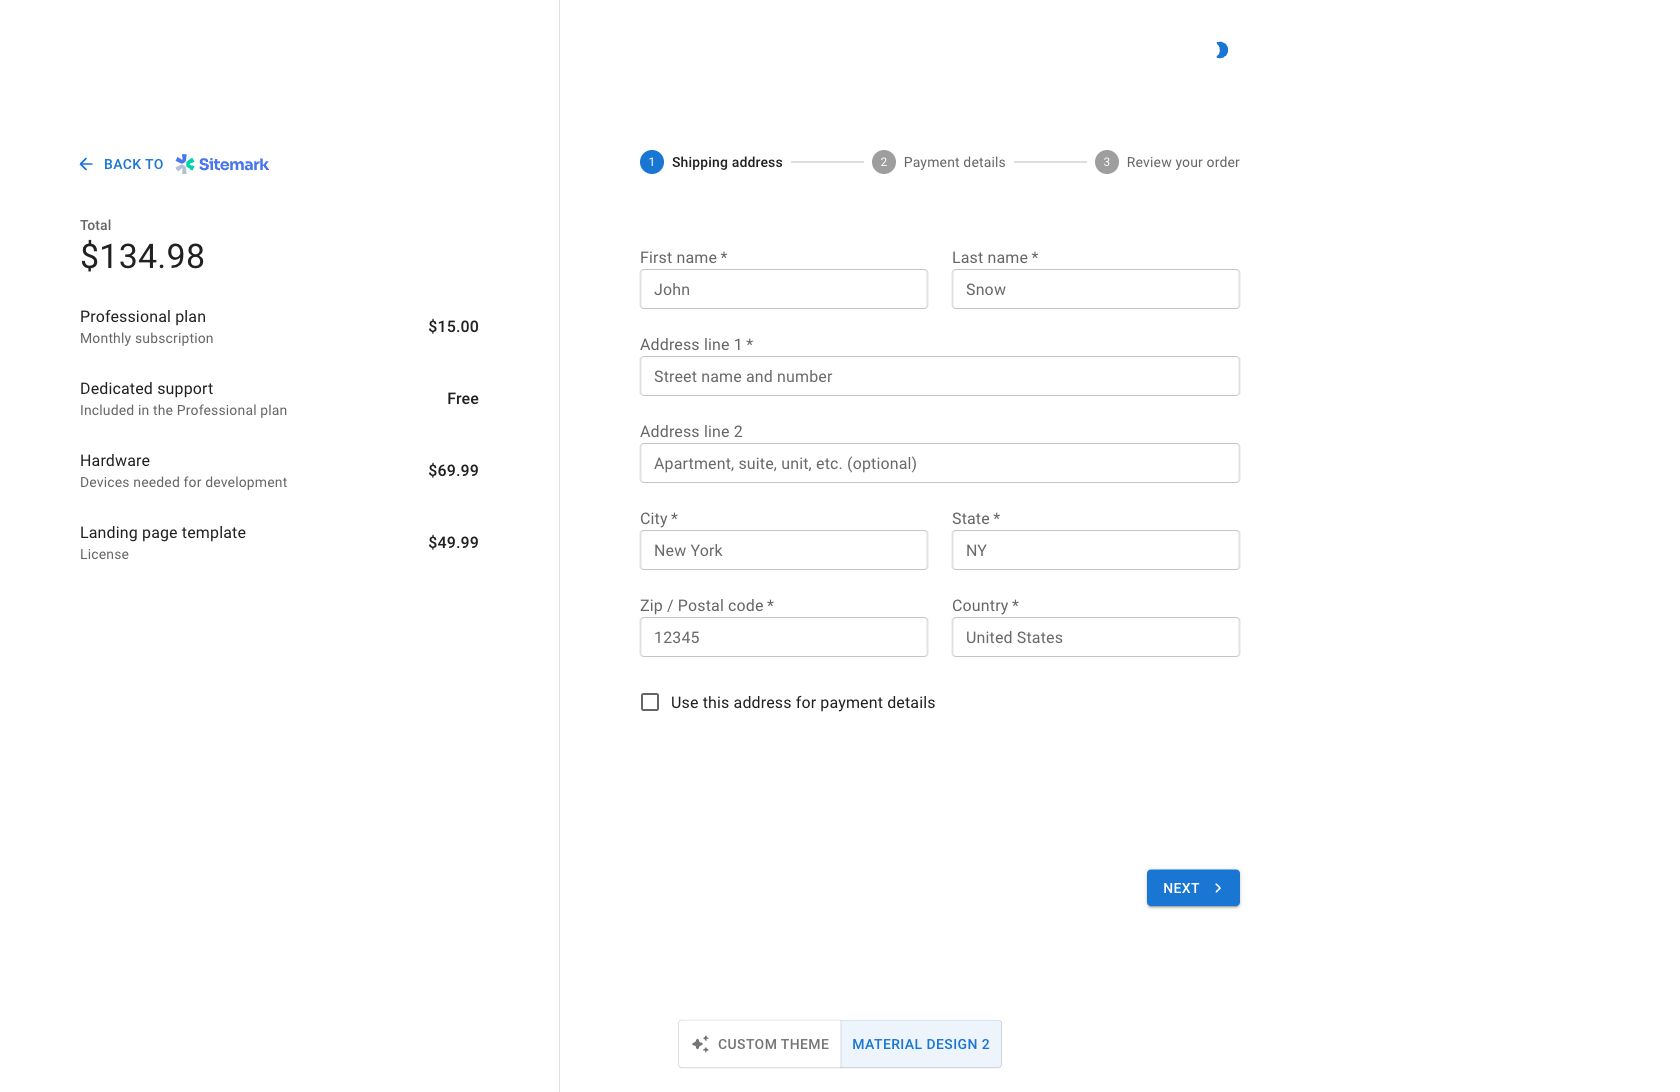 BACK TO Sitemark
Total
$134.98
Professional plan
Monthly subscription
$15.00
Dedicated support
Included in the Professional plan
Free
Hardware
Devices needed for development
$69.99
Landing page template
License
$49.99
1 Shipping address 2 Payment details 3 Review your order
First name *
John
Last name *
Snow
Address line 1 *
Street name and number
Address line 2
Apartment, suite, unit, etc. (optional)
City *
New York
State *
NY
Zip / Postal code *
12345
Country *
United States
Use this address for payment details
NEXT
CUSTOM THEME
MATERIAL DESIGN 2